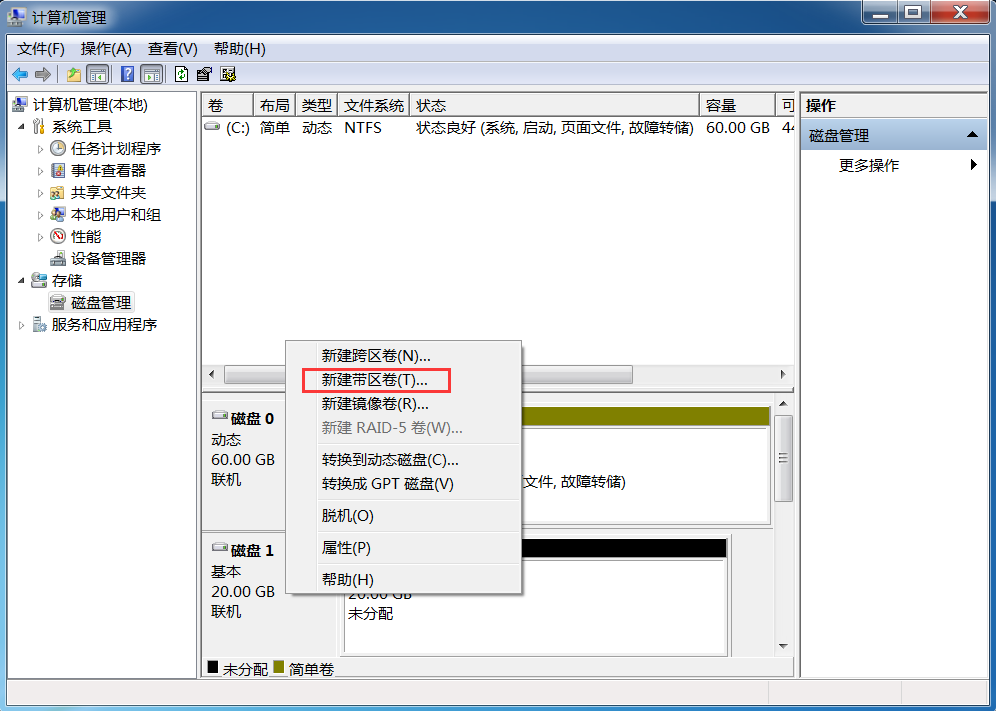 计算机管理
文件(F) 操作(A) 查看(V) 帮助(H)
计算机管理(本地)
系统工具
任务计划程序
事件查看器
共享文件夹
本地用户和组
性能
设备管理器
存储
磁盘管理
服务和应用程序
卷 布局 类型 文件系统 状态 容量 可
(C:) 简单 动态 NTFS 状态良好 (系统, 启动, 页面文件, 故障转储) 60.00 GB 44
操作
磁盘管理
更多操作
新建跨区卷(N)...
新建带区卷(T)...
新建镜像卷(R)...
新建 RAID-5 卷(W)...
转换到动态磁盘(C)...
转换成 GPT 磁盘(V)
脱机(O)
属性(P)
帮助(H)
磁盘 0
动态
60.00 GB
联机
文件, 故障转储)
磁盘 1
基本
20.00 GB
联机
20.00 GB
未分配
未分配 简单卷